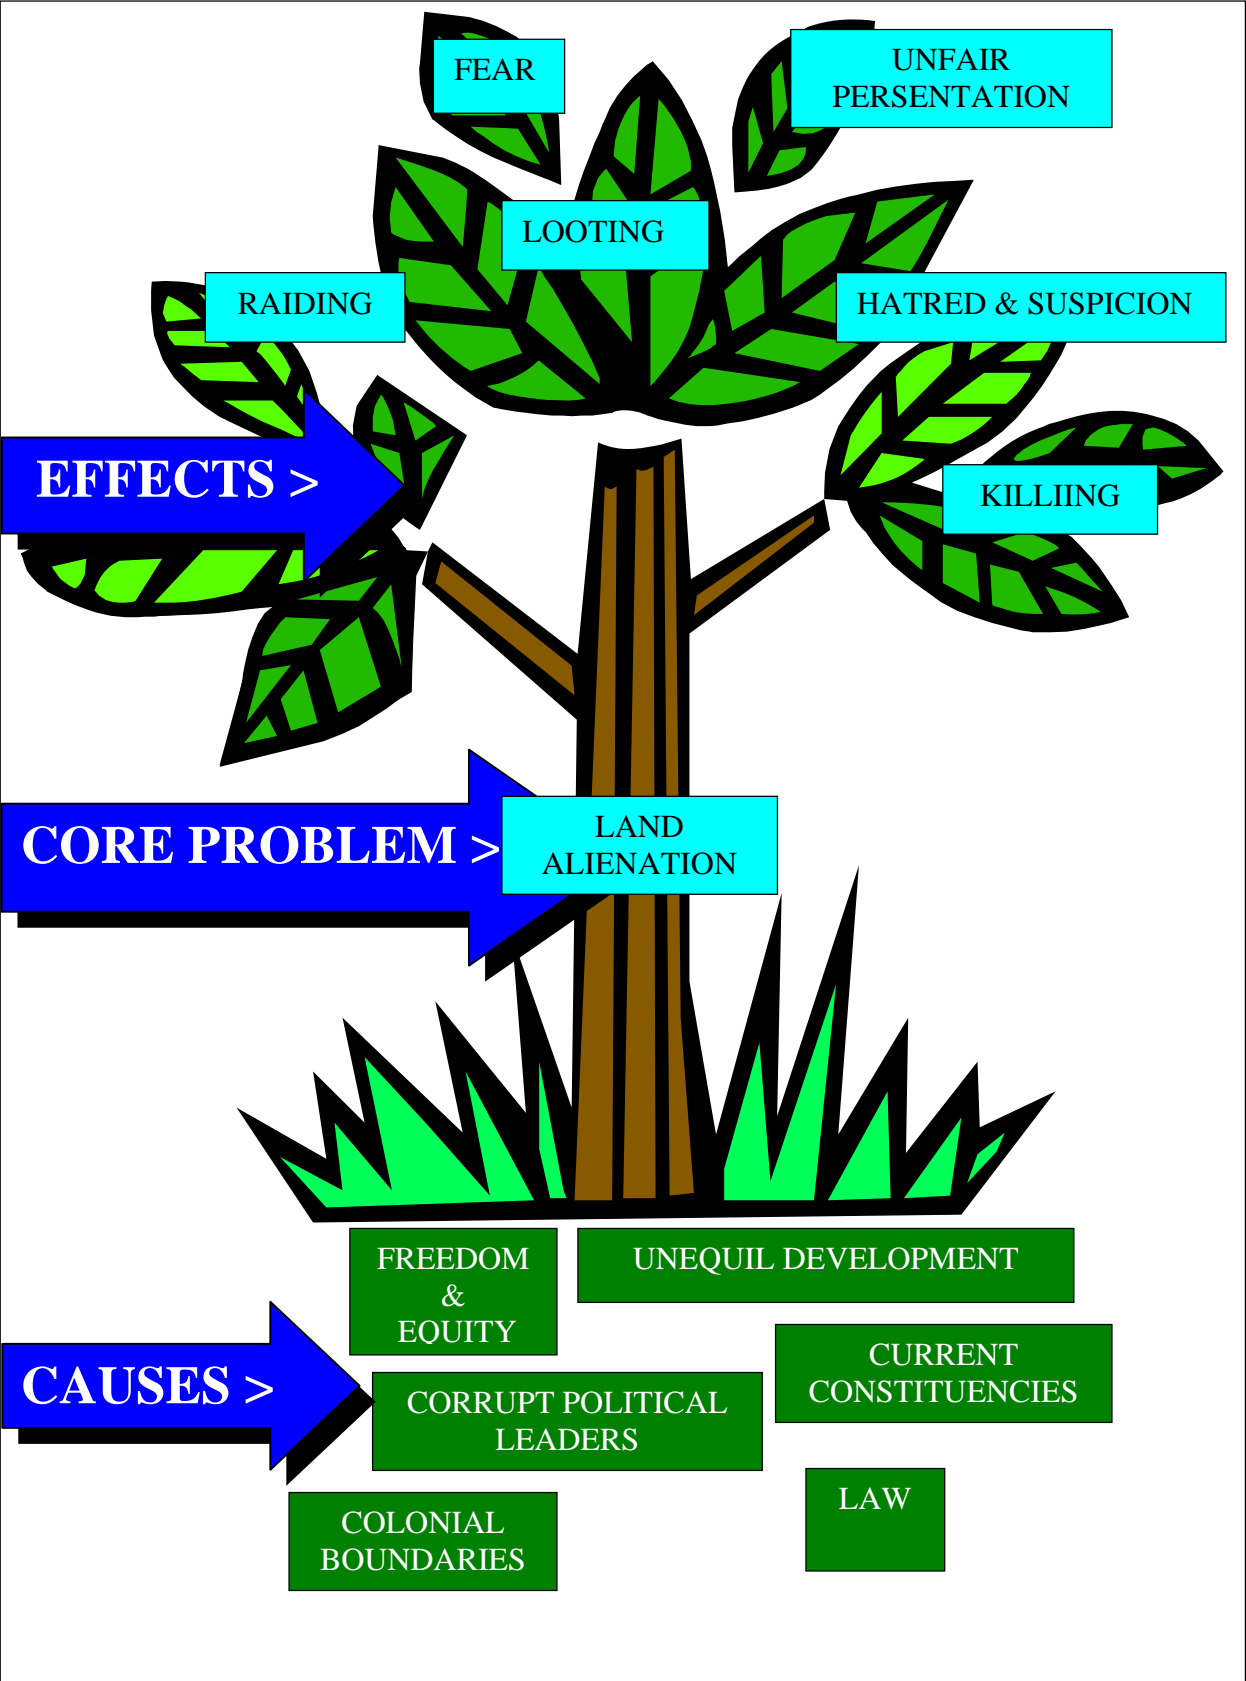 FEAR
UNFAIR
PERSENTATION
LOOTING
RAIDING
HATRED & SUSPICION
EFFECTS >
KILLIING
CORE PROBLEM >
LAND
ALIENATION
FREEDOM
&
EQUITY
UNEQUIL DEVELOPMENT
CURRENT
CONSTITUENCIES
CAUSES >
CORRUPT POLITICAL
LEADERS
LAW
COLONIAL
BOUNDARIES